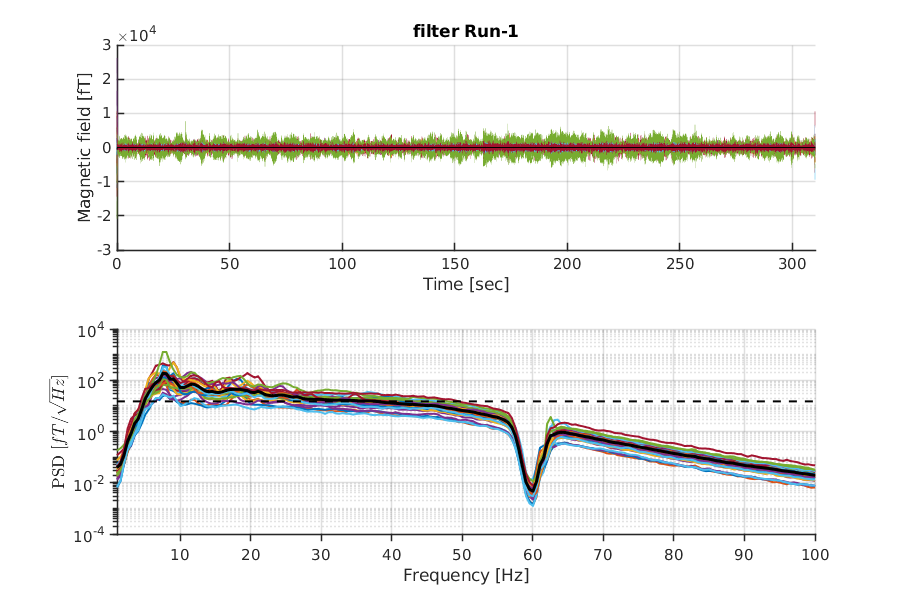 filter Run-1
×10^4
3
2
1
0
-1
-2
-3
Magnetic field [fT]
0 50 100 150 200 250 300
Time [sec]
10^4
10^2
10^0
10^-2
10^-4
PSD [fT/√Hz]
10 20 30 40 50 60 70 80 90 100
Frequency [Hz]